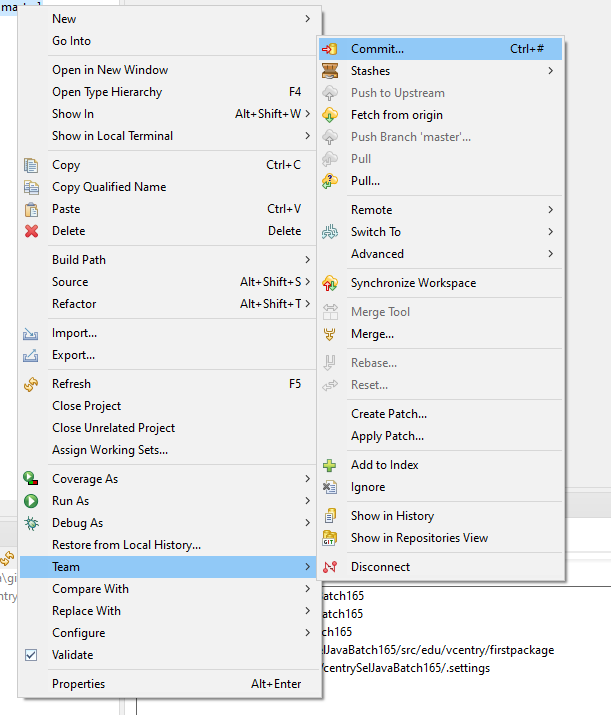 New
Go Into
Open in New Window
Open Type Hierarchy F4
Show In Alt+Shift+W >
Show in Local Terminal >
Copy Ctrl+C
Copy Qualified Name
Paste Ctrl+V
Delete Delete
Build Path >
Source Alt+Shift+S >
Refactor Alt+Shift+T >
Import...
Export...
Refresh F5
Close Project
Close Unrelated Project
Assign Working Sets...
Coverage As >
Run As >
Debug As >
Restore from Local History...
Team >
Compare With >
Replace With >
Configure >
Validate
Properties Alt+Enter
Commit... Ctrl+#
Stashes >
Push to Upstream
Fetch from origin
Push Branch 'master'...
Pull
Pull...
Remote >
Switch To >
Advanced >
Synchronize Workspace
Merge Tool
Merge...
Rebase...
Reset...
Create Patch...
Apply Patch...
Add to Index
Ignore
Show in History
GIT Show in Repositories View
Disconnect
atch165
atch165
ch165
elJavaBatch165/src/edu/vcentry/firstpackage
centrySelJavaBatch165/.settings